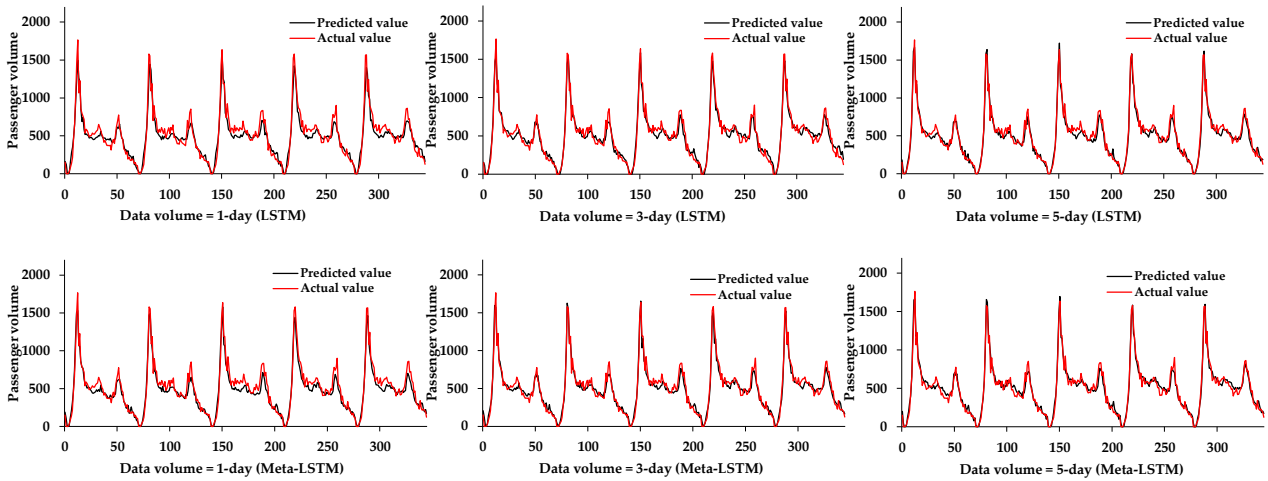 Passenger volume
2000
1500
1000
500
0
0 50 100 150 200 250 300
Predicted value
Actual value
Data volume = 1-day (LSTM)
Passenger volume
2000
1500
1000
500
0
0 50 100 150 200 250 300
Predicted value
Actual value
Data volume = 3-day (LSTM)
Passenger volume
2000
1500
1000
500
0
0 50 100 150 200 250 300
Predicted value
Actual value
Data volume = 5-day (LSTM)
Passenger volume
2000
1500
1000
500
0
0 50 100 150 200 250 300
Predicted value
Actual value
Data volume = 1-day (Meta-LSTM)
Passenger volume
2000
1500
1000
500
0
0 50 100 150 200 250 300
Predicted value
Actual value
Data volume = 3-day (Meta-LSTM)
Passenger volume
2000
1500
1000
500
0
0 50 100 150 200 250 300
Predicted value
Actual value
Data volume = 5-day (Meta-LSTM)